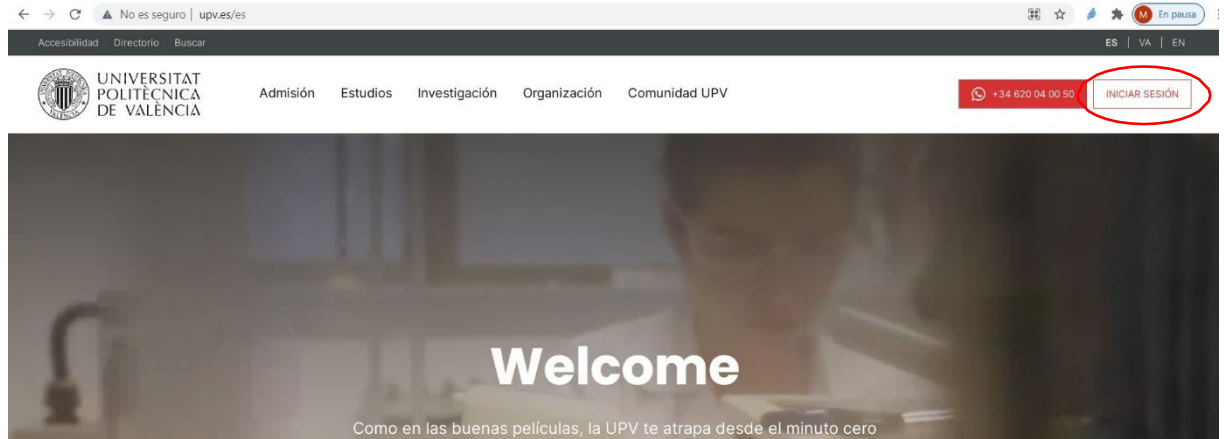 No es seguro | upv.es/es
M En pausa
Accesibilidad Directorio Buscar
ES | VA | EN
UNIVERSITAT
POLITÈCNICA
DE VALÈNCIA
Admisión Estudios Investigación Organización Comunidad UPV
+34 620 04 00 50
INICIAR SESIÓN
Welcome
Como en las buenas películas, la UPV te atrapa desde el minuto cero